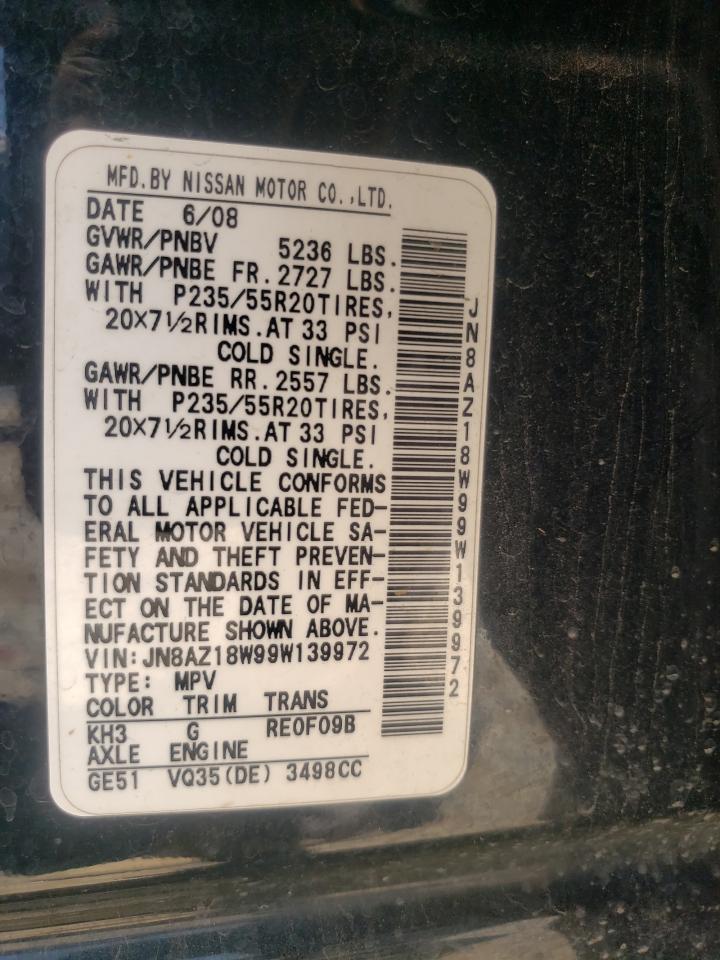 MFD.BY NISSAN MOTOR CO.,LTD.
DATE 6/08
GVWR/PNBV 5236 LBS.
GAWR/PNBE FR.2727 LBS.
WITH P235/55R20TIRES,
20X7½RIMS.AT 33 PSI
COLD SINGLE.
GAWR/PNBE RR.2557 LBS.
WITH P235/55R20TIRES,
20X7½RIMS.AT 33 PSI
COLD SINGLE.
THIS VEHICLE CONFORMS
TO ALL APPLICABLE FED-
ERAL MOTOR VEHICLE SA-
FETY AND THEFT PREVEN-
TION STANDARDS IN EFF-
ECT ON THE DATE OF MA-
NUFACTURE SHOWN ABOVE.
VIN:JN8AZ18W99W139972
TYPE: MPV
COLOR TRIM TRANS
KH3 G RE0F09B
AXLE ENGINE
GE51 VQ35(DE) 3498CC
JN8AZ18W99W139972